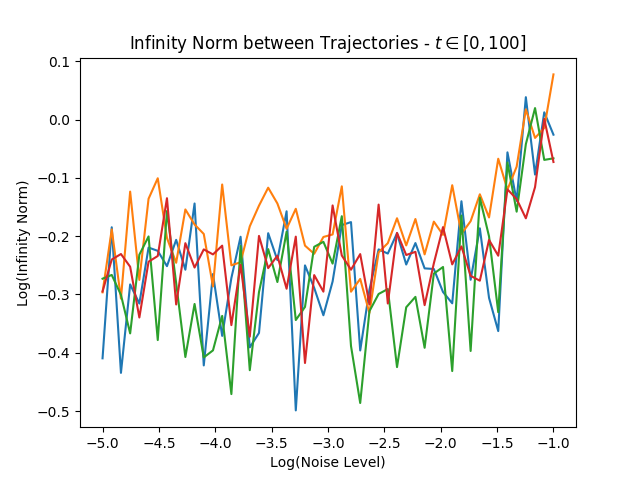 Infinity Norm between Trajectories - t ∈ [0, 100]
Log(Infinity Norm)
0.1
0.0
−0.1
−0.2
−0.3
−0.4
−0.5
−5.0 −4.5 −4.0 −3.5 −3.0 −2.5 −2.0 −1.5 −1.0
Log(Noise Level)